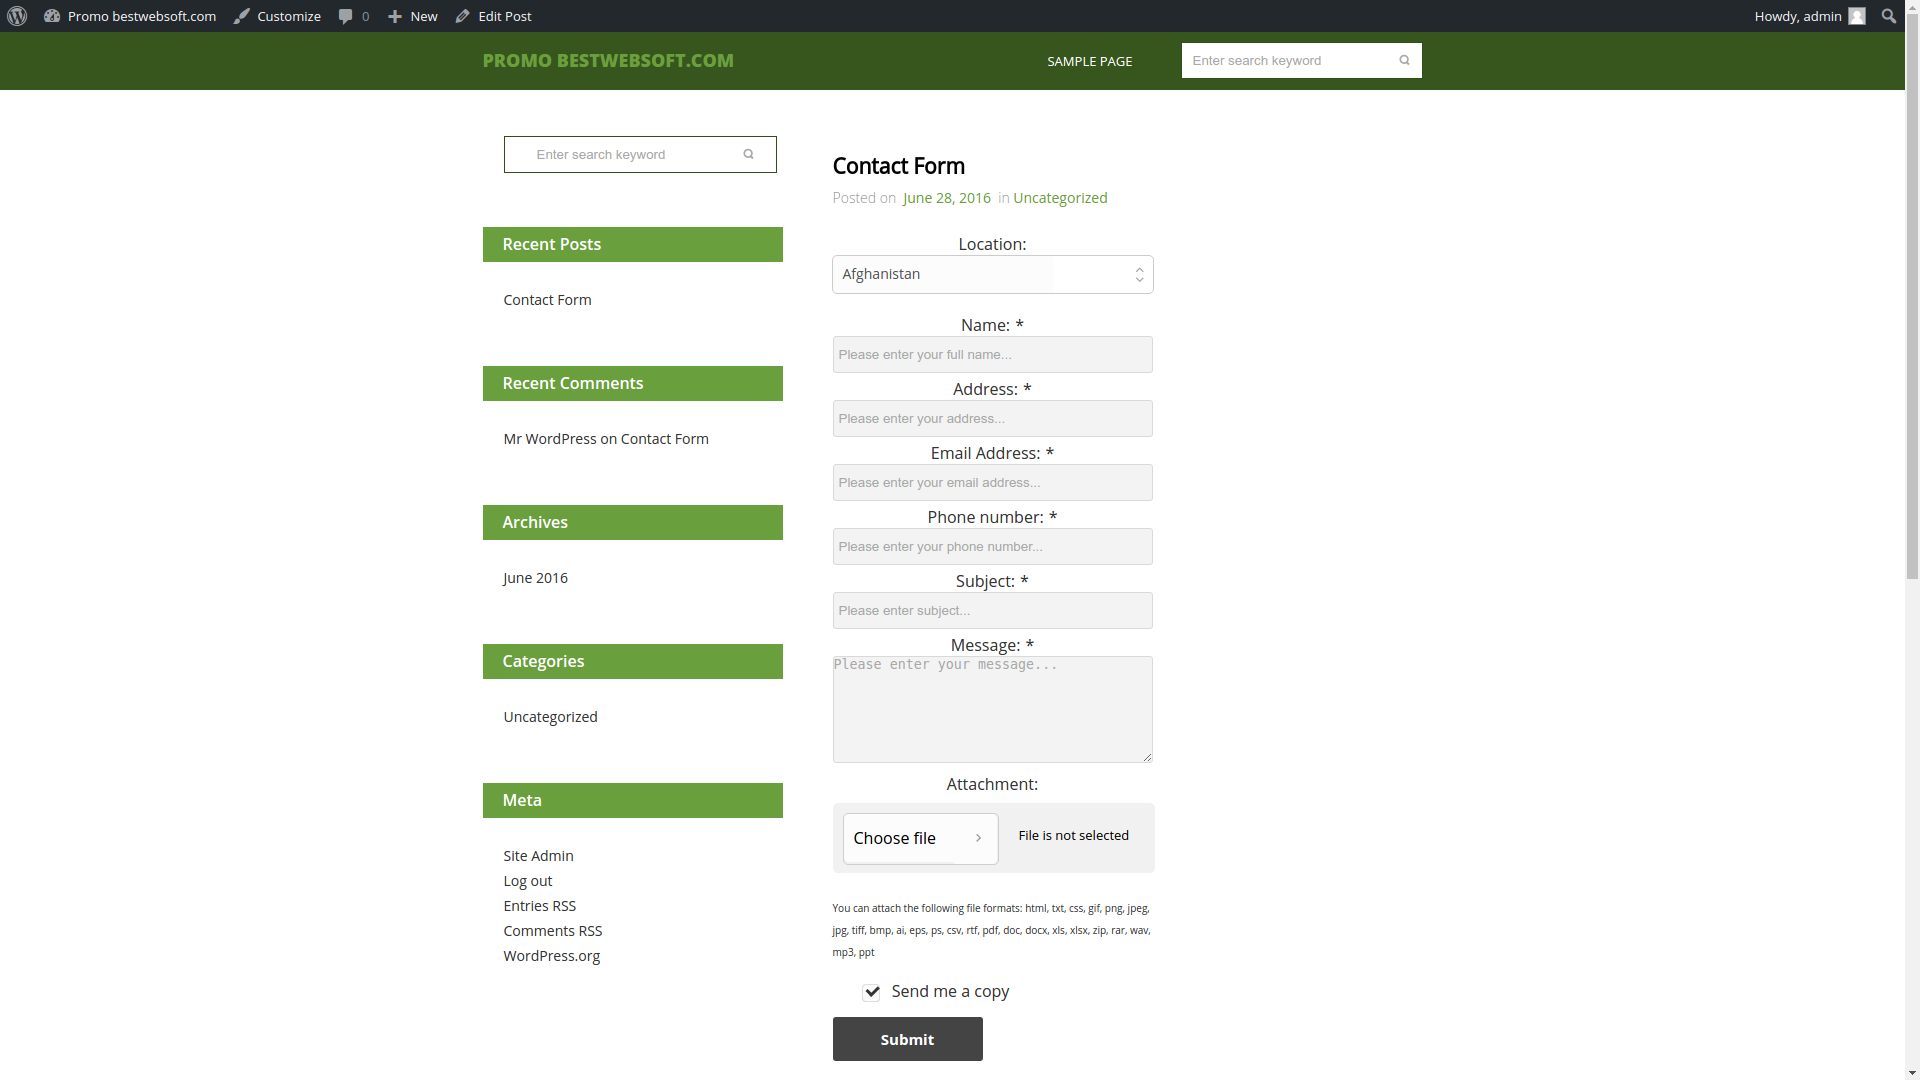 Promo bestwebsoft.com Customize 0 New Edit Post Howdy, admin
PROMO BESTWEBSOFT.COM SAMPLE PAGE Enter search keyword
Enter search keyword
Recent Posts
Contact Form
Recent Comments
Mr WordPress on Contact Form
Archives
June 2016
Categories
Uncategorized
Meta
Site Admin
Log out
Entries RSS
Comments RSS
WordPress.org
Contact Form
Posted on June 28, 2016 in Uncategorized
Location:
Afghanistan
Name: *
Please enter your full name...
Address: *
Please enter your address...
Email Address: *
Please enter your email address...
Phone number: *
Please enter your phone number...
Subject: *
Please enter subject...
Message: *
Please enter your message...
Attachment:
Choose file File is not selected
You can attach the following file formats: html, txt, css, gif, png, jpeg,
jpg, tiff, bmp, ai, eps, ps, csv, rtf, pdf, doc, docx, xls, xlsx, zip, rar, wav,
mp3, ppt
Send me a copy
Submit